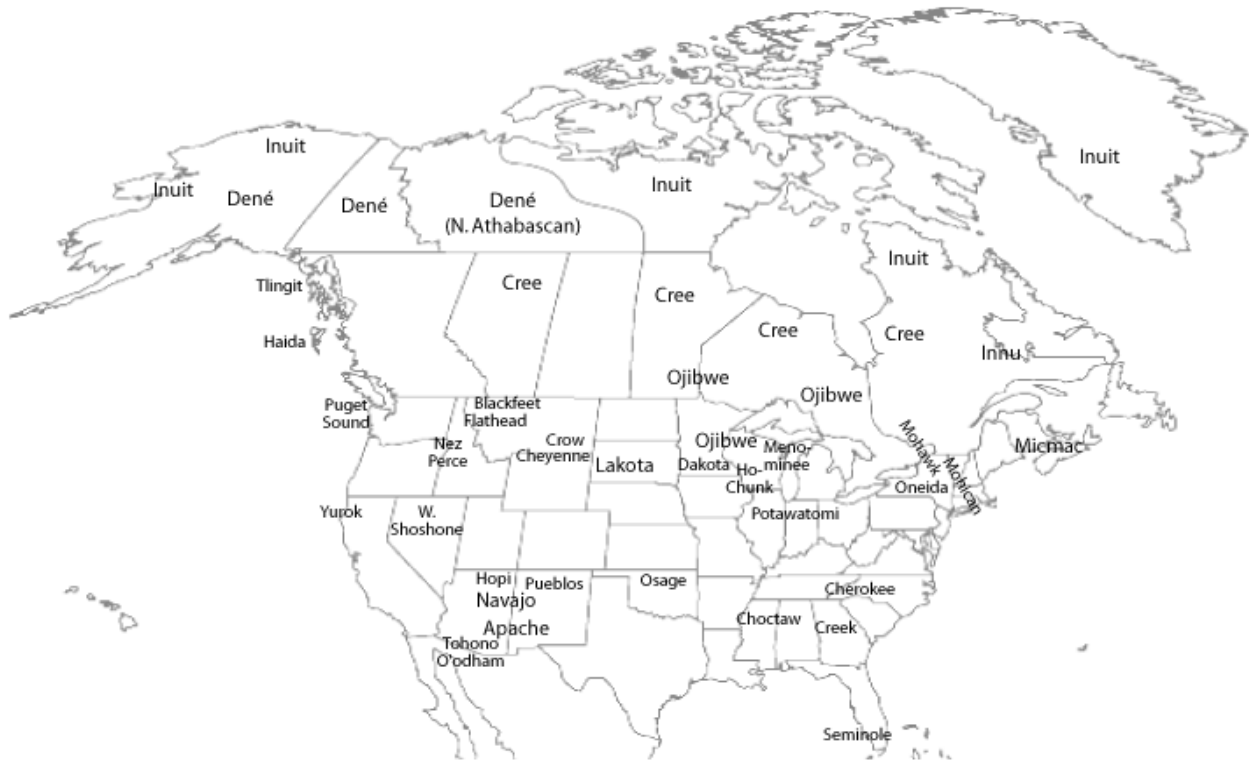 Inuit
Inuit
Inuit
Inuit
Dené
Dené
Dené
(N. Athabascan)
Inuit
Tlingit
Cree
Cree
Cree
Cree
Haida
Innu
Ojibwe
Ojibwe
Puget
Sound
Blackfeet
Flathead
Nez
Perce
Crow
Cheyenne
Lakota
Ojibwe
Dakota
Meno-
minee
Ho-
Chunk
Mohawk
Mohican
Micmac
Oneida
Yurok
W.
Shoshone
Potawatomi
Hopi
Navajo
Pueblos
Osage
Cherokee
Apache
Choctaw
Creek
Tohono
O'odham
Seminole